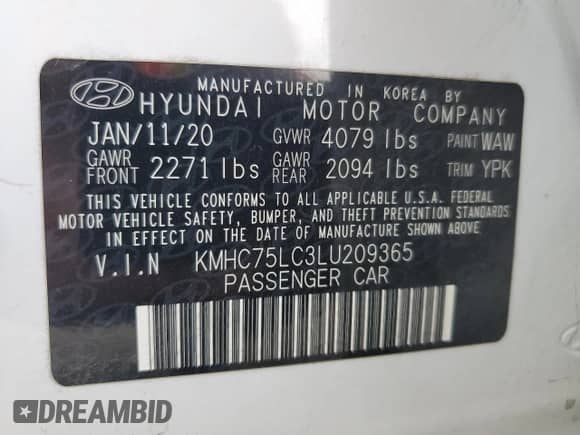 MANUFACTURED IN KOREA BY
HYUNDAI MOTOR COMPANY
JAN/11/20 GVWR 4079 lbs PAINT WAW
GAWR FRONT 2271 lbs GAWR REAR 2094 lbs TRIM YPK
THIS VEHICLE CONFORMS TO ALL APPLICABLE U.S.A. FEDERAL
MOTOR VEHICLE SAFETY, BUMPER, AND THEFT PREVENTION STANDARDS
IN EFFECT ON THE DATE OF MANUFACTURE SHOWN ABOVE
V.I.N KMHC75LC3LU209365
PASSENGER CAR
DREAMBID